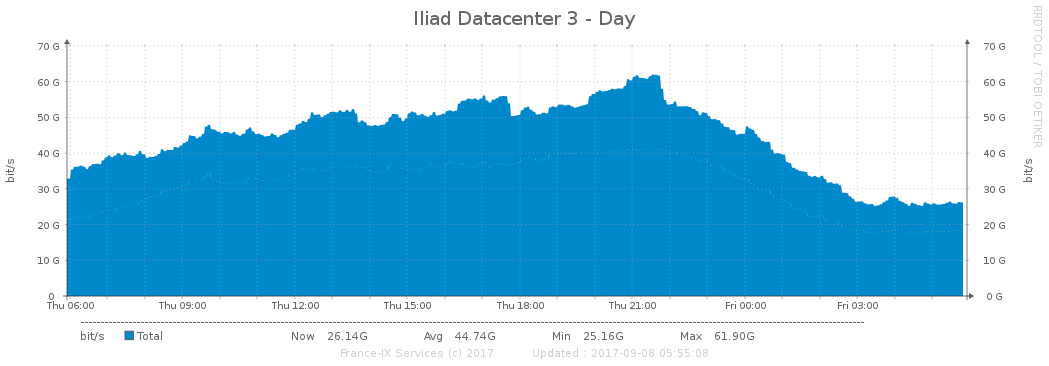 Iliad Datacenter 3 - Day
RRDTOOL / TOBI OETIKER
70 G 70 G
60 G 60 G
50 G 50 G
40 G 40 G
30 G 30 G
20 G 20 G
10 G 10 G
0 0 G
bit/s bit/s
Thu 06:00 Thu 09:00 Thu 12:00 Thu 15:00 Thu 18:00 Thu 21:00 Fri 00:00 Fri 03:00
bit/s Total Now 26.14G Avg 44.74G Min 25.16G Max 61.90G
France-IX Services (c) 2017 Updated : 2017-09-08 05:55:08